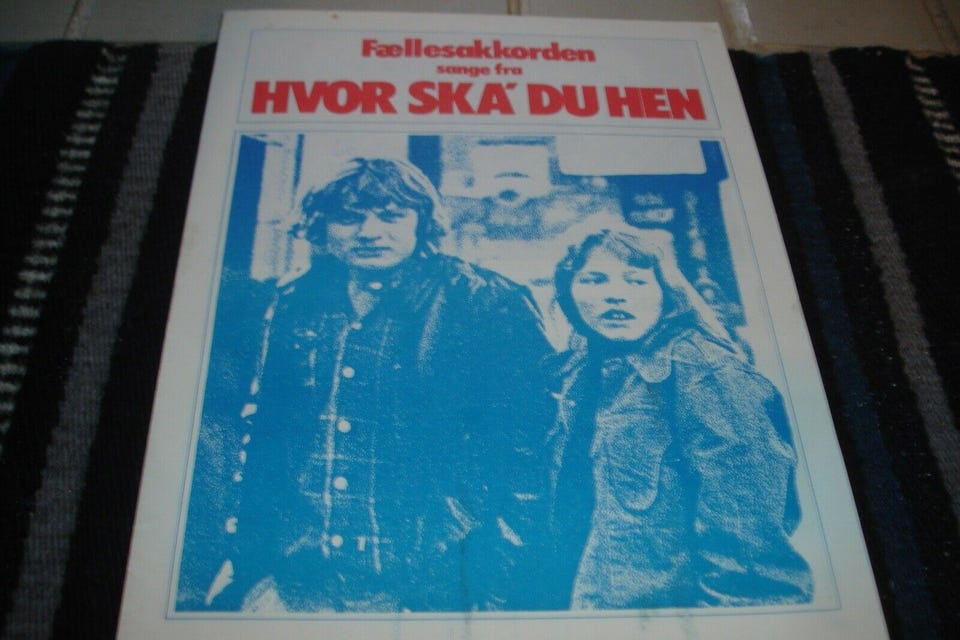 Fællesakkorden
sange fra
HVOR SKA' DU HEN